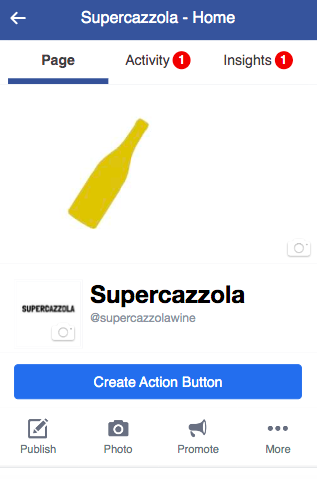 Supercazzola - Home
Page Activity 1 Insights 1
SUPERCAZZOLA
Supercazzola
@supercazzolawine
Create Action Button
Publish Photo Promote More